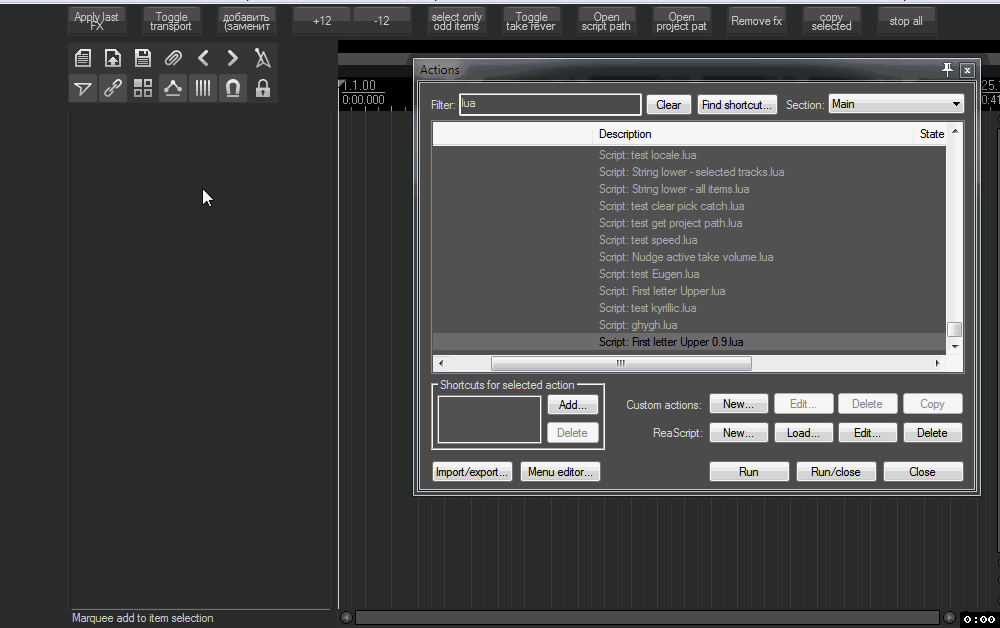 Apply last
FX
Toggle
transport
добавить
(заменит
+12
-12
select only
odd items
Toggle
take rever
Open
script path
Open
project pat
Remove fx
copy
selected
stop all
Actions
1.1.00
0:00.000
25.1
0:41
Filter:
lua
Clear
Find shortcut...
Section:
Main
Description
State
Script: test locale.lua
Script: String lower - selected tracks.lua
Script: String lower - all items.lua
Script: test clear pick catch.lua
Script: test get project path.lua
Script: test speed.lua
Script: Nudge active take volume.lua
Script: test Eugen.lua
Script: First letter Upper.lua
Script: test kyrillic.lua
Script: ghygh.lua
Script: First letter Upper 0.9.lua
Shortcuts for selected action
Add...
Delete
Custom actions:
New...
Edit...
Delete
Copy
ReaScript:
New...
Load...
Edit...
Delete
Import/export...
Menu editor...
Run
Run/close
Close
Marquee add to item selection
0:00